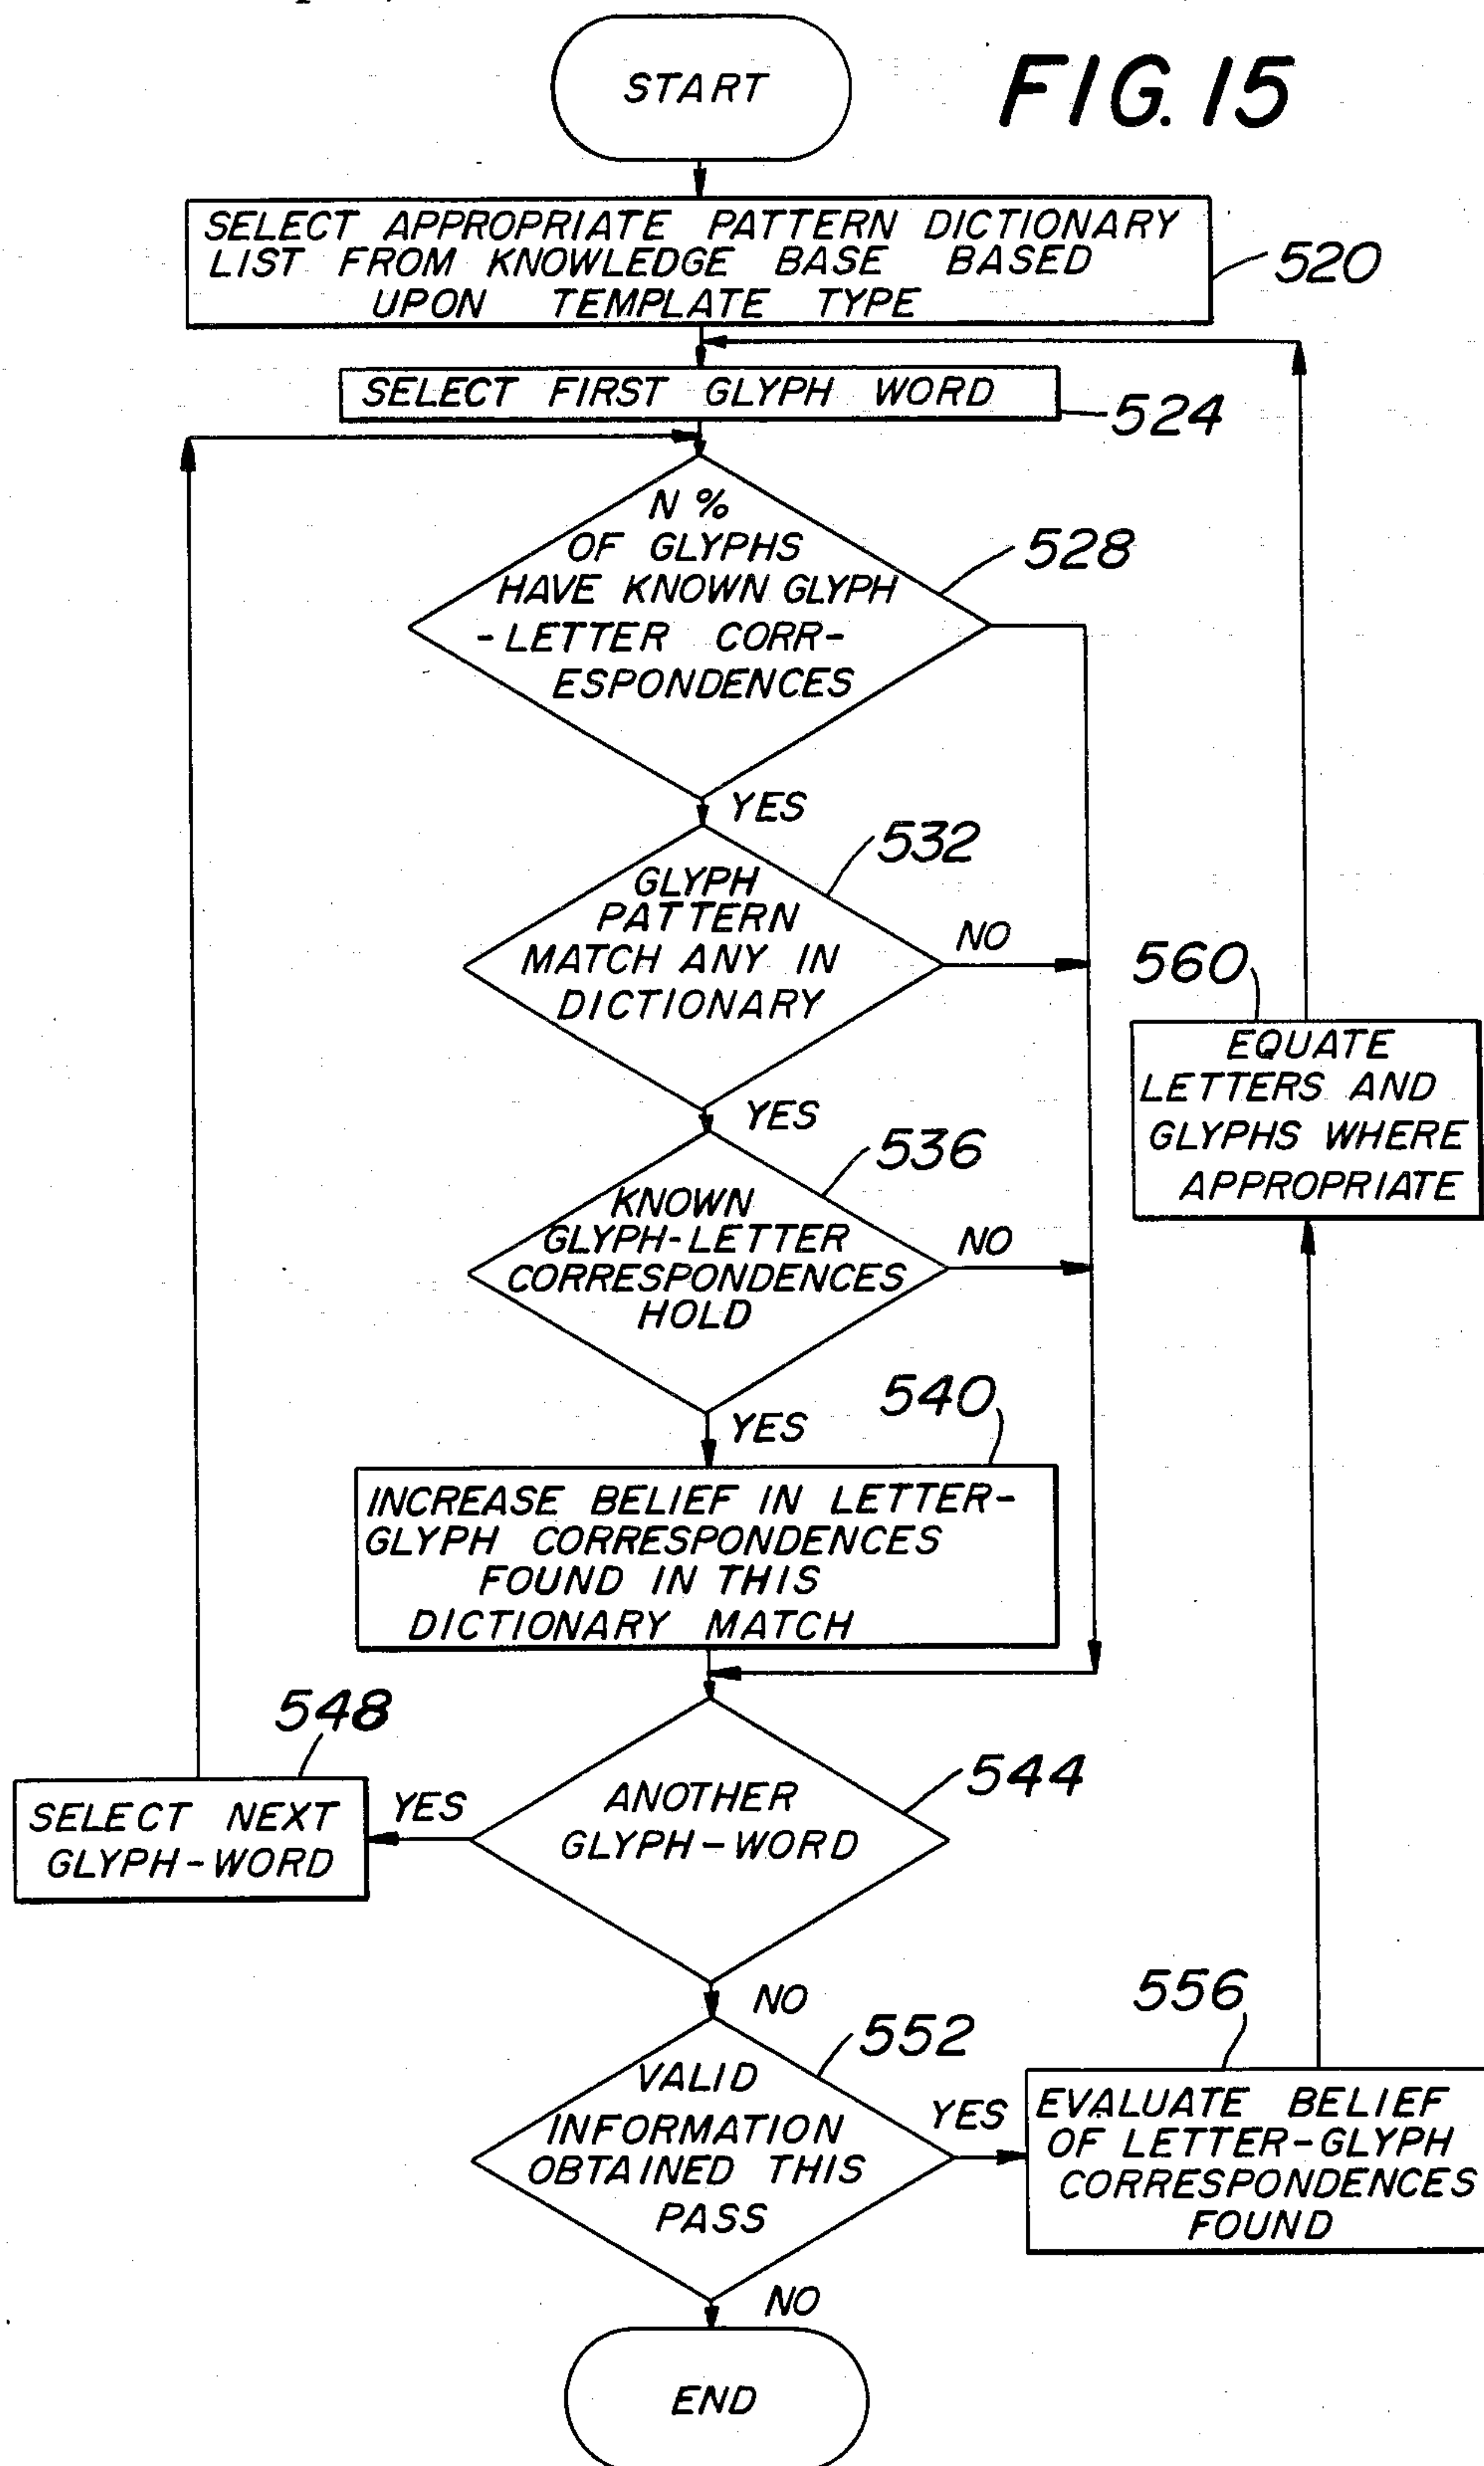 START
FIG. 15
SELECT APPROPRIATE PATTERN DICTIONARY
LIST FROM KNOWLEDGE BASE BASED
UPON TEMPLATE TYPE
520
SELECT FIRST GLYPH WORD
524
N %
OF GLYPHS
HAVE KNOWN GLYPH
-LETTER CORR-
ESPONDENCES
528
YES
532
GLYPH
PATTERN
MATCH ANY IN
DICTIONARY
NO
YES
536
KNOWN
GLYPH-LETTER
CORRESPONDENCES
HOLD
NO
YES
540
INCREASE BELIEF IN LETTER-
GLYPH CORRESPONDENCES
FOUND IN THIS
DICTIONARY MATCH
544
ANOTHER
GLYPH-WORD
YES
548
SELECT NEXT
GLYPH-WORD
NO
552
VALID
INFORMATION
OBTAINED THIS
PASS
YES
556
EVALUATE BELIEF
OF LETTER-GLYPH
CORRESPONDENCES
FOUND
560
EQUATE
LETTERS AND
GLYPHS WHERE
APPROPRIATE
NO
END